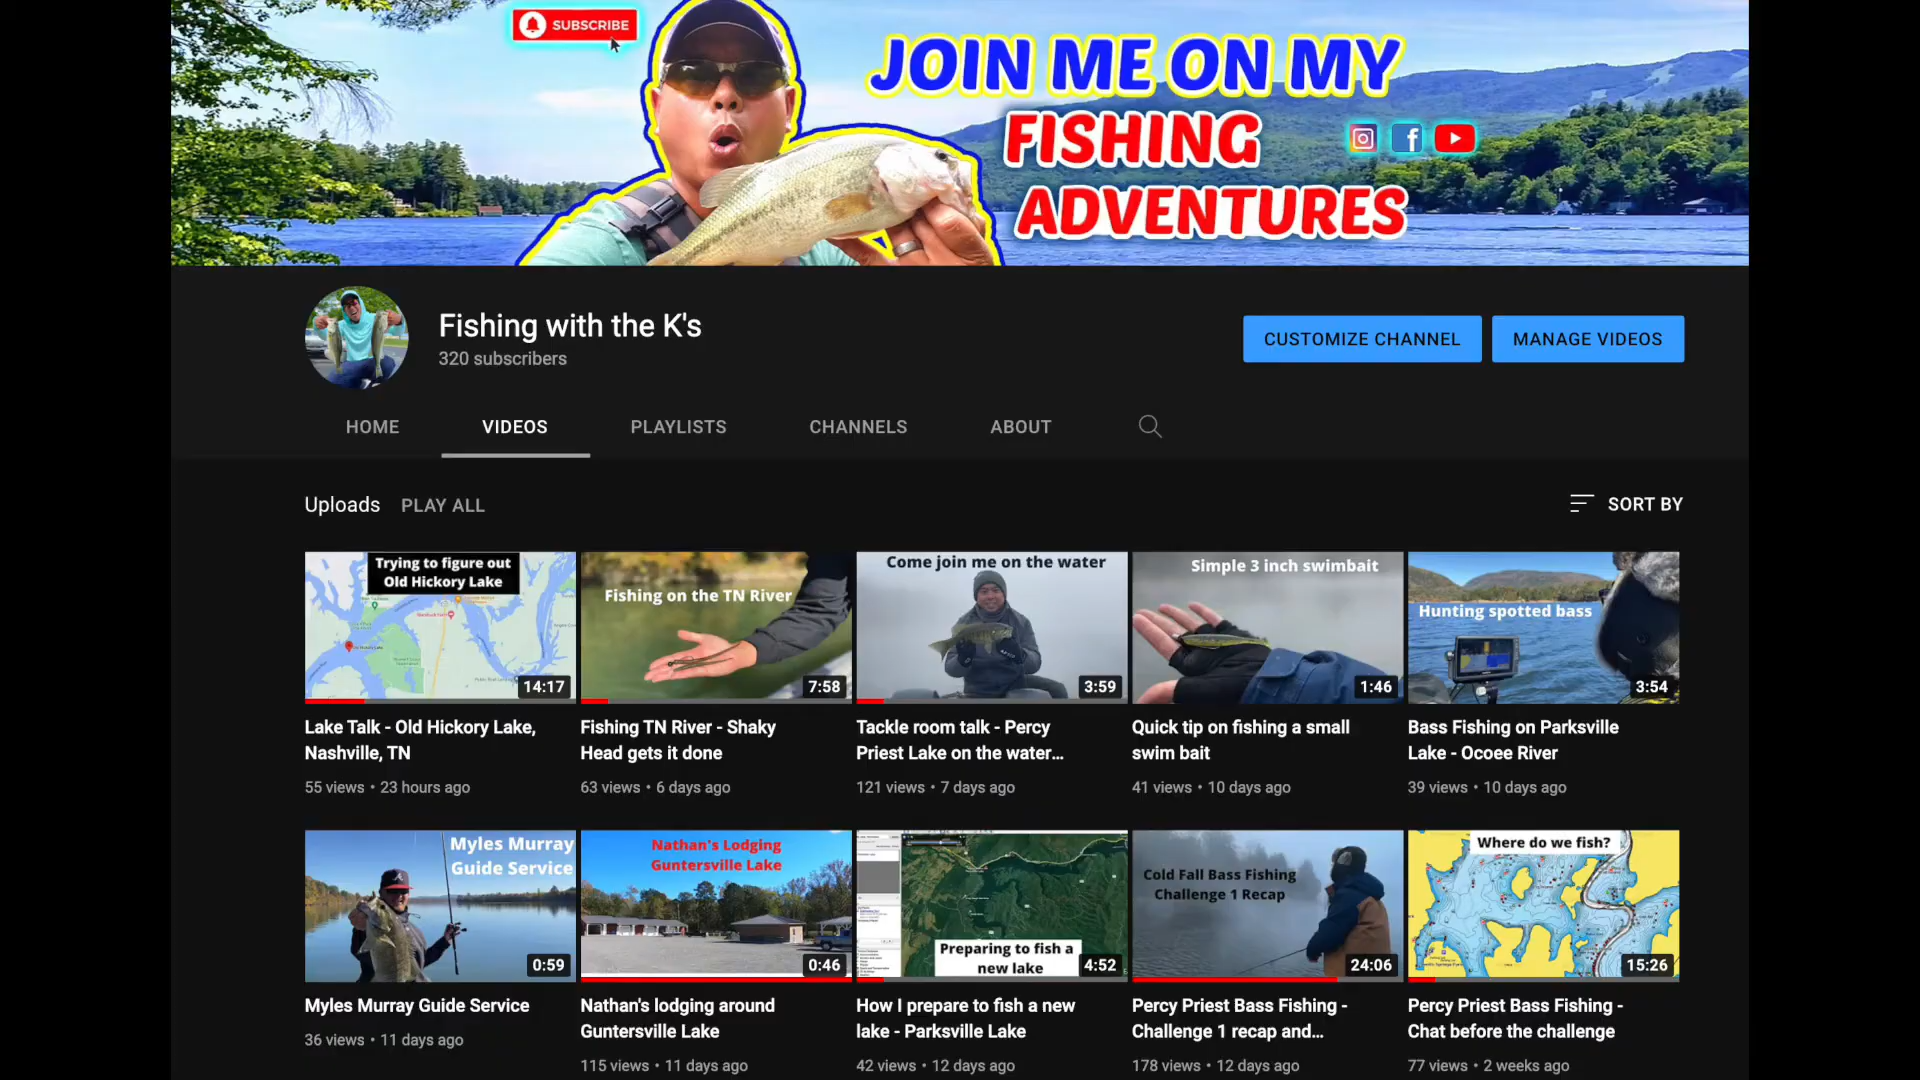 SUBSCRIBE
JOIN ME ON MY
FISHING
ADVENTURES
Fishing with the K's
320 subscribers
CUSTOMIZE CHANNEL
MANAGE VIDEOS
HOME
VIDEOS
PLAYLISTS
CHANNELS
ABOUT
Uploads
PLAY ALL
SORT BY
Trying to figure out
Old Hickory Lake
14:17
Fishing on the TN River
7:58
Come join me on the water
3:59
Simple 3 inch swimbait
1:46
Hunting spotted bass
3:54
Lake Talk - Old Hickory Lake,
Nashville, TN
55 views • 23 hours ago
Fishing TN River - Shaky
Head gets it done
63 views • 6 days ago
Tackle room talk - Percy
Priest Lake on the water...
121 views • 7 days ago
Quick tip on fishing a small
swim bait
41 views • 10 days ago
Bass Fishing on Parksville
Lake - Ocoee River
39 views • 10 days ago
Myles Murray
Guide Service
0:59
Nathan's Lodging
Guntersville Lake
0:46
Preparing to fish a
new lake
4:52
Cold Fall Bass Fishing
Challenge 1 Recap
24:06
Where do we fish?
15:26
Myles Murray Guide Service
36 views • 11 days ago
Nathan's lodging around
Guntersville Lake
115 views • 11 days ago
How I prepare to fish a new
lake - Parksville Lake
42 views • 12 days ago
Percy Priest Bass Fishing -
Challenge 1 recap and...
178 views • 12 days ago
Percy Priest Bass Fishing -
Chat before the challenge
77 views • 2 weeks ago